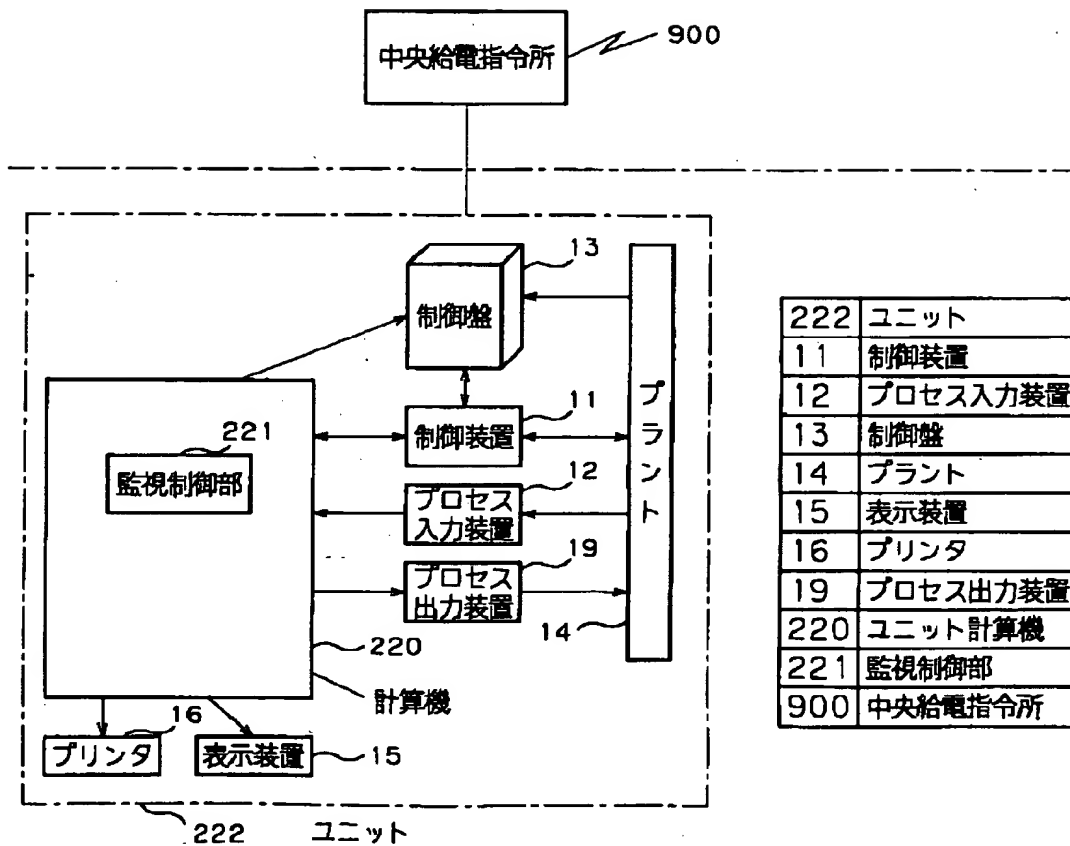 中央給電指令所
900
13
制御盤
プラント
11
制御装置
221
監視制御部
12
プロセス
入力装置
19
プロセス
出力装置
14
220
計算機
16
プリンタ
表示装置
15
222
ユニット
222 ユニット
11 制御装置
12 プロセス入力装置
13 制御盤
14 プラント
15 表示装置
16 プリンタ
19 プロセス出力装置
220 ユニット計算機
221 監視制御部
900 中央給電指令所